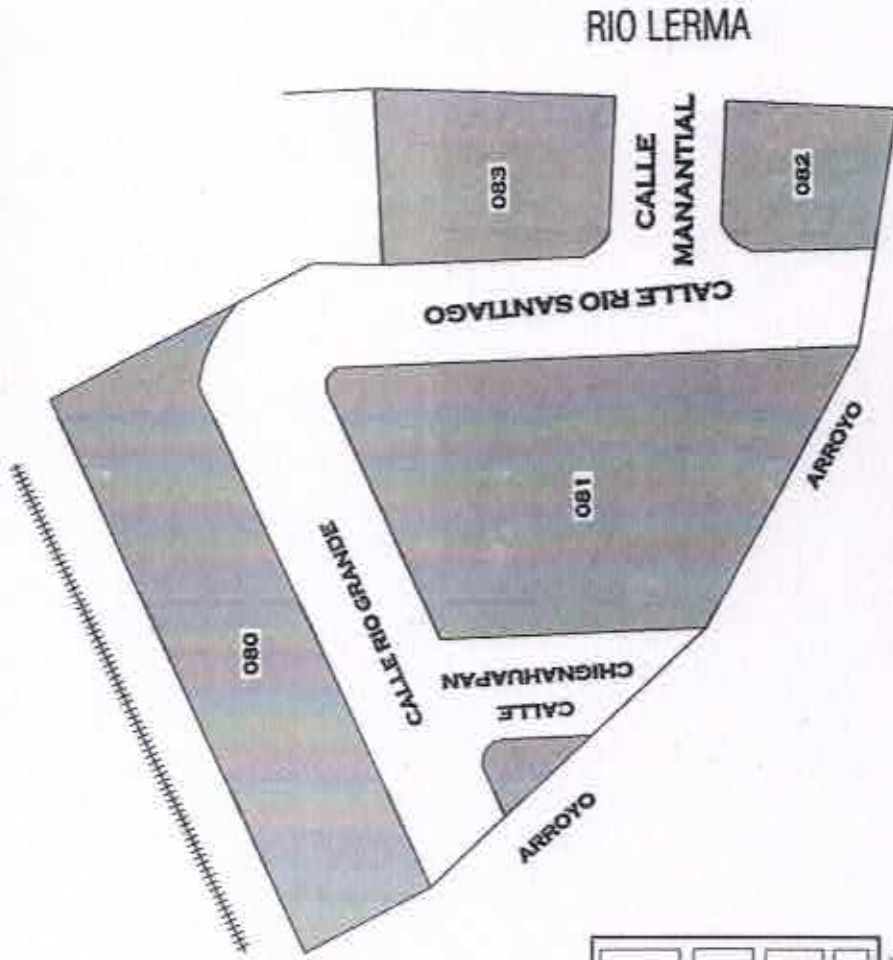 RIO LERMA
083
CALLE
MANANTIAL
082
CALLE RIO SANTIAGO
081
ARROYO
CALLE RIO GRANDE
080
CALLE
CHIGNAHUAPAN
ARROYO